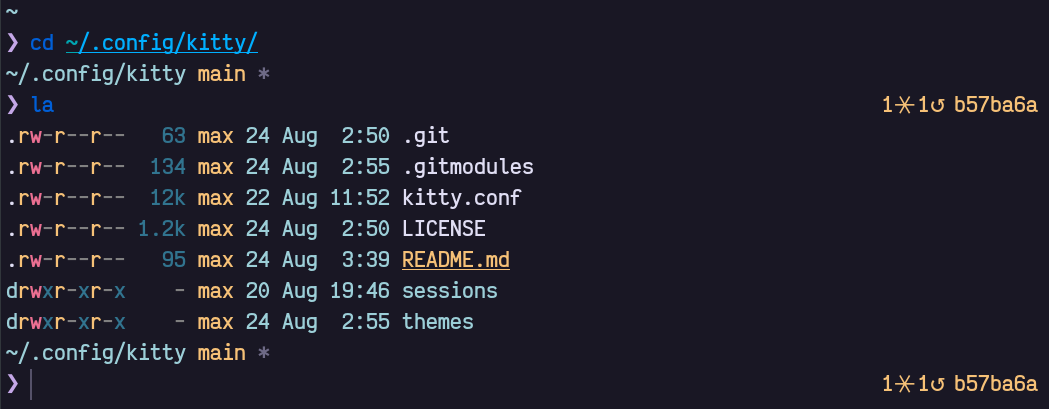 ~
❯ cd ~/.config/kitty/
~/.config/kitty main *
❯ la 1⚹1↺ b57ba6a
.rw-r--r-- 63 max 24 Aug 2:50 .git
.rw-r--r-- 134 max 24 Aug 2:55 .gitmodules
.rw-r--r-- 12k max 22 Aug 11:52 kitty.conf
.rw-r--r-- 1.2k max 24 Aug 2:50 LICENSE
.rw-r--r-- 95 max 24 Aug 3:39 README.md
drwxr-xr-x - max 20 Aug 19:46 sessions
drwxr-xr-x - max 24 Aug 2:55 themes
~/.config/kitty main *
❯ 1⚹1↺ b57ba6a